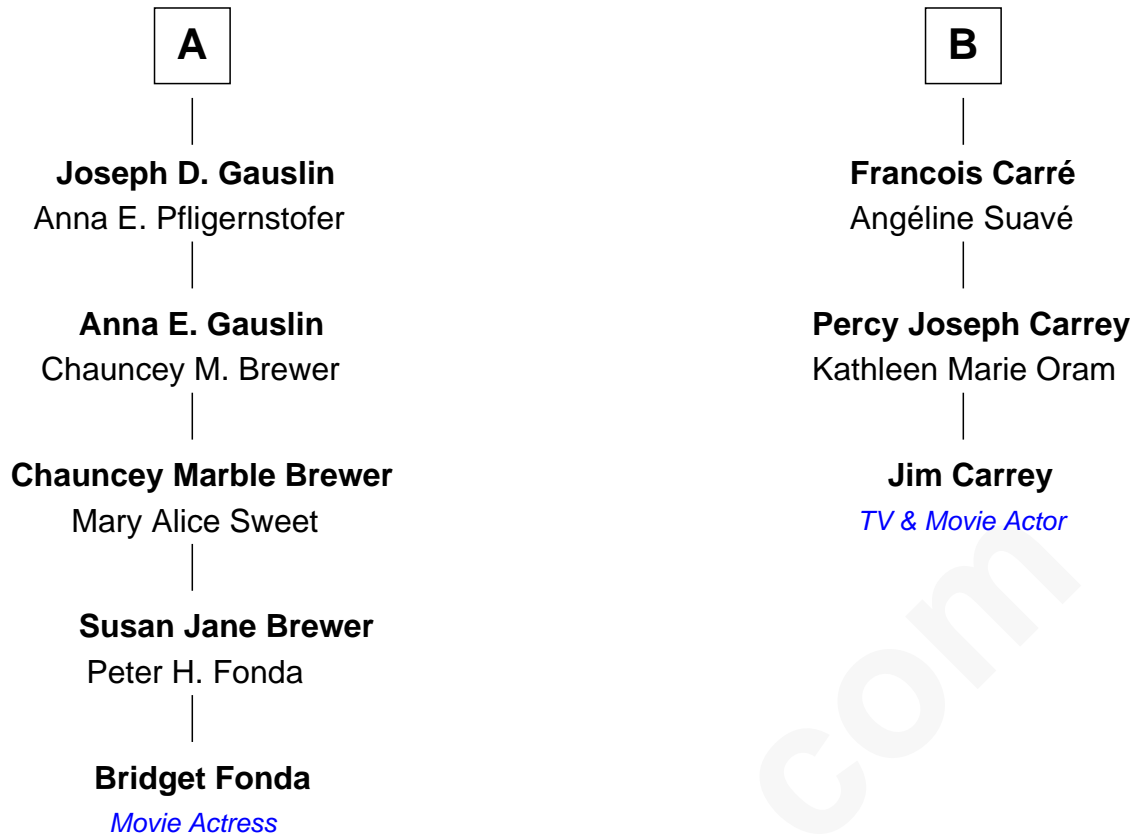 A
Joseph D. Gauslin
Anna E. Pfligernstofer
Anna E. Gauslin
Chauncey M. Brewer
Chauncey Marble Brewer
Mary Alice Sweet
Susan Jane Brewer
Peter H. Fonda
Bridget Fonda
Movie Actress
B
Francois Carré
Angéline Suavé
Percy Joseph Carrey
Kathleen Marie Oram
Jim Carrey
TV & Movie Actor
com